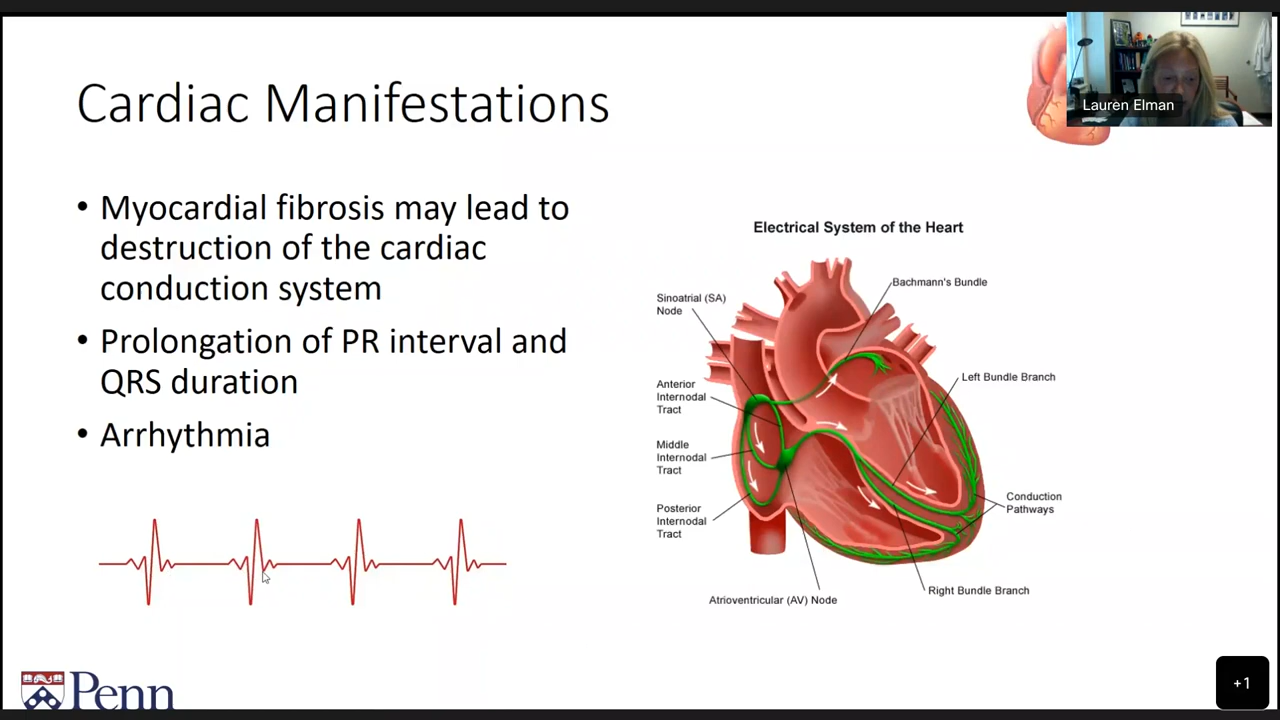 Cardiac Manifestations
Lauren Elman
• Myocardial fibrosis may lead to
destruction of the cardiac
conduction system
• Prolongation of PR interval and
QRS duration
• Arrhythmia
Electrical System of the Heart
Bachmann's Bundle
Sinoatrial (SA)
Node
Left Bundle Branch
Anterior
Internodal
Tract
Middle
Internodal
Tract
Posterior
Internodal
Tract
Conduction
Pathways
Right Bundle Branch
Atrioventricular (AV) Node
Penn
+1